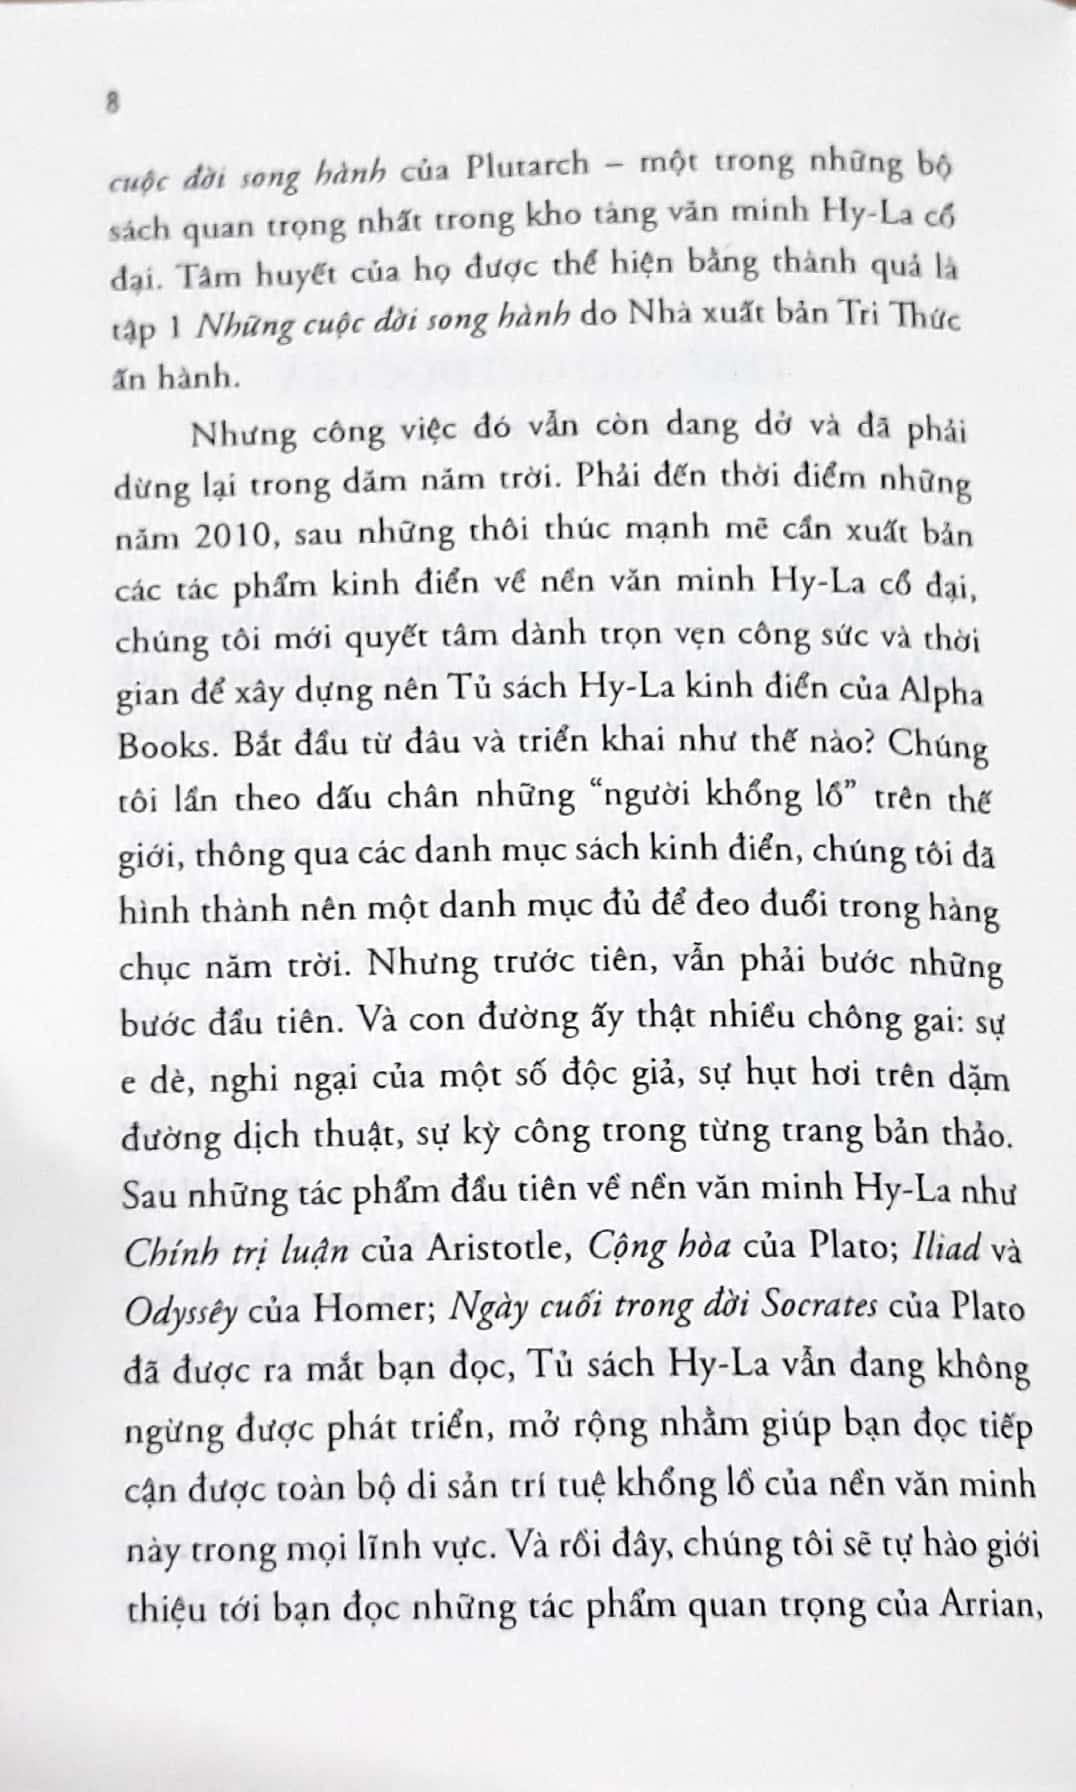 8
cuộc đời song hành của Plutarch – một trong những bộ
sách quan trọng nhất trong kho tàng văn minh Hy-La cổ
đại. Tâm huyết của họ được thể hiện bằng thành quả là
tập 1 Những cuộc đời song hành do Nhà xuất bản Tri Thức
ấn hành.
Nhưng công việc đó vẫn còn dang dở và đã phải
dừng lại trong dăm năm trời. Phải đến thời điểm những
năm 2010, sau những thôi thúc mạnh mẽ cần xuất bản
các tác phẩm kinh điển về nền văn minh Hy-La cổ đại,
chúng tôi mới quyết tâm dành trọn vẹn công sức và thời
gian để xây dựng nên Tủ sách Hy-La kinh điển của Alpha
Books. Bắt đầu từ đâu và triển khai như thế nào? Chúng
tôi lần theo dấu chân những “người khổng lồ” trên thế
giới, thông qua các danh mục sách kinh điển, chúng tôi đã
hình thành nên một danh mục đủ để đeo đuổi trong hàng
chục năm trời. Nhưng trước tiên, vẫn phải bước những
bước đầu tiên. Và con đường ấy thật nhiều chông gai: sự
e dè, nghi ngại của một số độc giả, sự hụt hơi trên dặm
đường dịch thuật, sự kỳ công trong từng trang bản thảo.
Sau những tác phẩm đầu tiên về nền văn minh Hy-La như
Chính trị luận của Aristotle, Cộng hòa của Plato; Iliad và
Odyssêy của Homer; Ngày cuối trong đời Socrates của Plato
đã được ra mắt bạn đọc, Tủ sách Hy-La vẫn đang không
ngừng được phát triển, mở rộng nhằm giúp bạn đọc tiếp
cận được toàn bộ di sản trí tuệ khổng lồ của nền văn minh
này trong mọi lĩnh vực. Và rồi đây, chúng tôi sẽ tự hào giới
thiệu tới bạn đọc những tác phẩm quan trọng của Arrian,